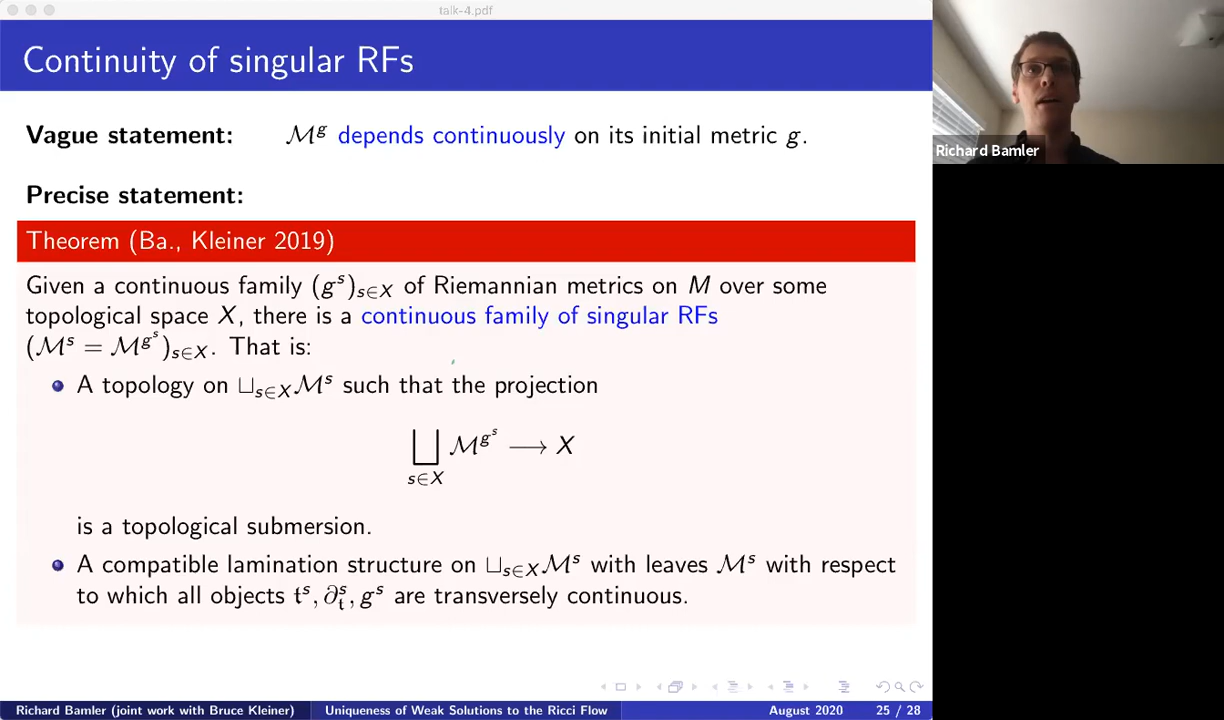 talk-4.pdf
Continuity of singular RFs
Vague statement: ℳ^g depends continuously on its initial metric g.
Precise statement:
Theorem (Ba., Kleiner 2019)
Given a continuous family (g^s)_{s∈X} of Riemannian metrics on M over some
topological space X, there is a continuous family of singular RFs
(ℳ^s = ℳ^{g^s})_{s∈X}. That is:
A topology on ⊔_{s∈X}ℳ^s such that the projection
⊔_{s∈X} ℳ^{g^s} ⟶ X
is a topological submersion.
A compatible lamination structure on ⊔_{s∈X}ℳ^s with leaves ℳ^s with respect
to which all objects 𝔱^s, ∂^s_𝔱, g^s are transversely continuous.
Richard Bamler (joint work with Bruce Kleiner) Uniqueness of Weak Solutions to the Ricci Flow August 2020 25 / 28
Richard Bamler